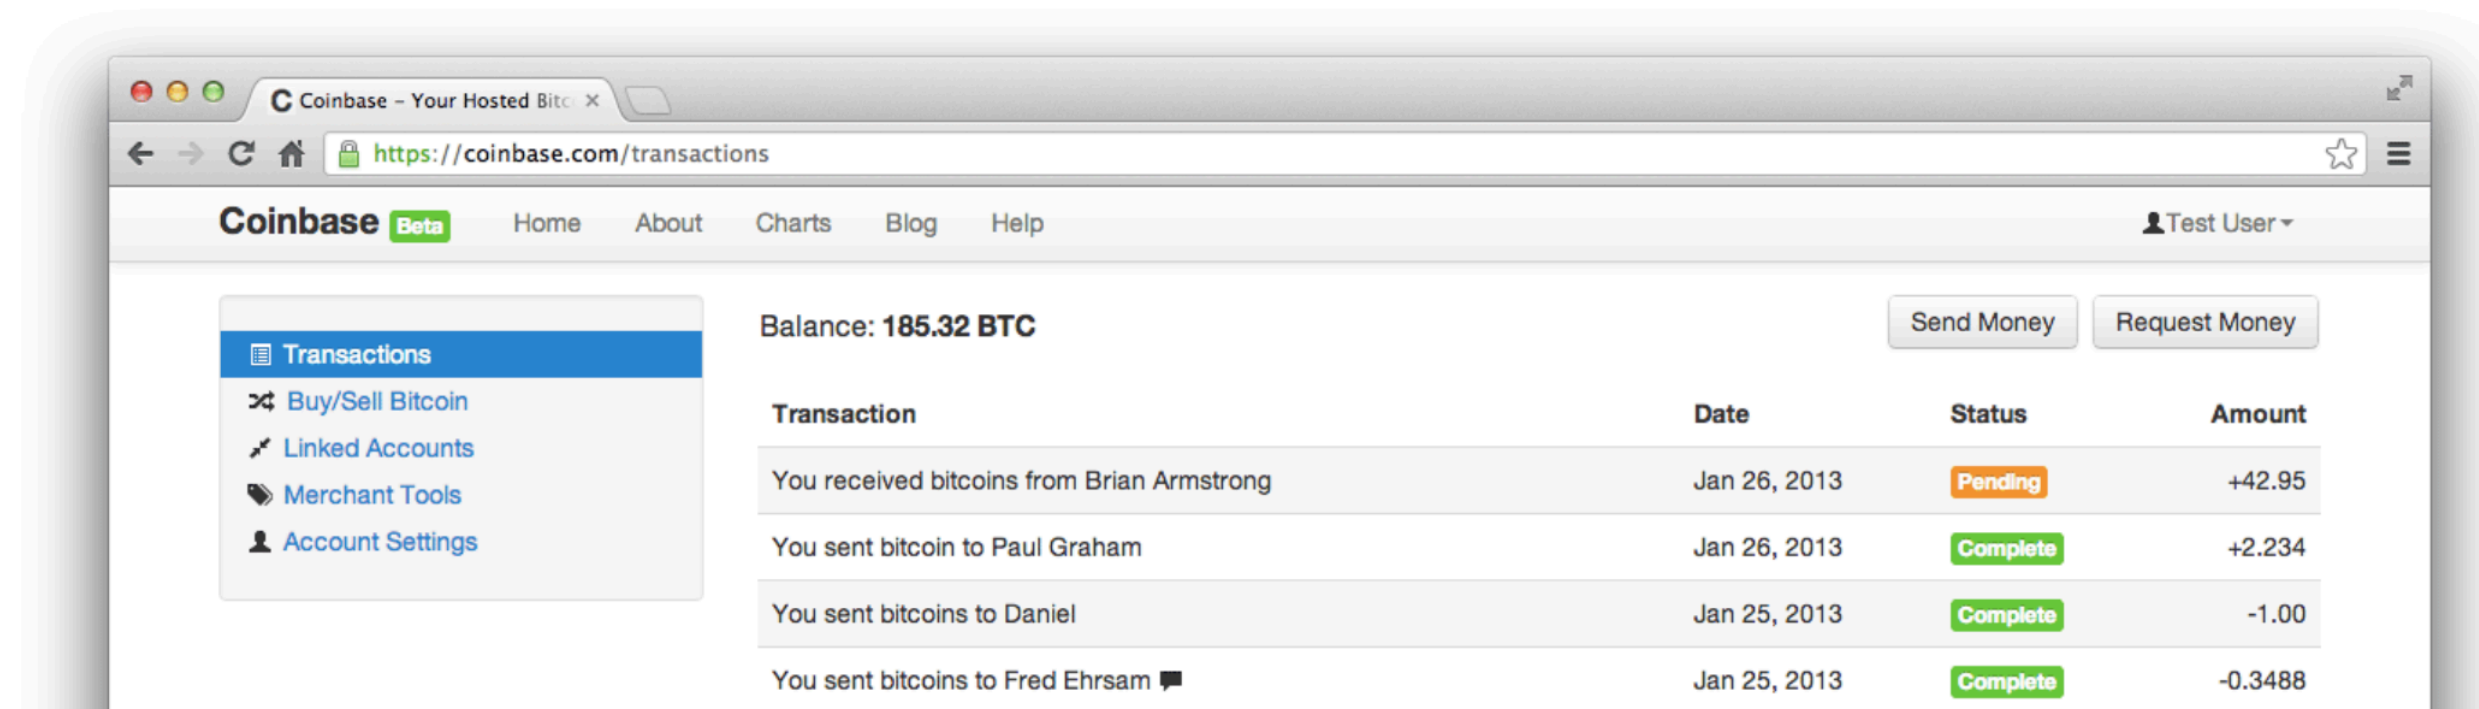 Coinbase – Your Hosted Bitc
https://coinbase.com/transactions
Coinbase Beta Home About Charts Blog Help Test User
Balance: 185.32 BTC Send Money Request Money
Transactions
Buy/Sell Bitcoin
Linked Accounts
Merchant Tools
Account Settings
Transaction Date Status Amount
You received bitcoins from Brian Armstrong Jan 26, 2013 Pending +42.95
You sent bitcoin to Paul Graham Jan 26, 2013 Complete +2.234
You sent bitcoins to Daniel Jan 25, 2013 Complete -1.00
You sent bitcoins to Fred Ehrsam Jan 25, 2013 Complete -0.3488